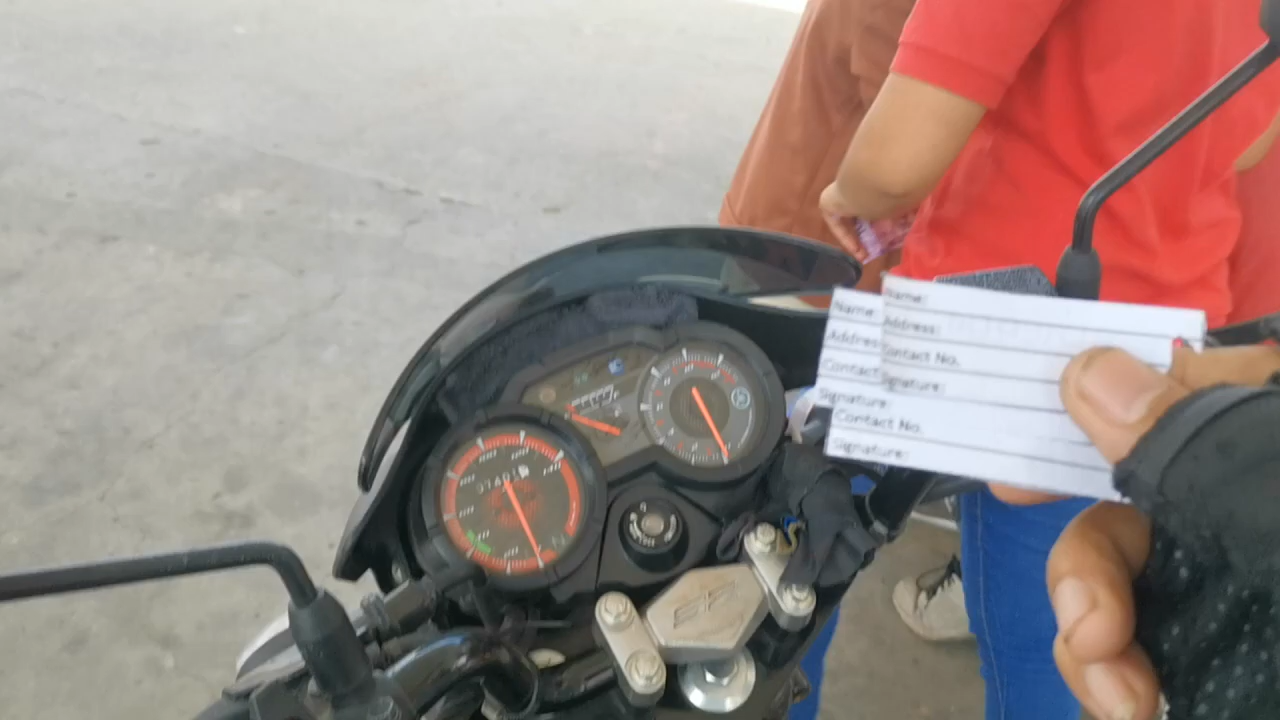 Name:
Address:
Contact No.
Signature:
Name:
Address
Contact
Signature:
Contact No.
Signature: